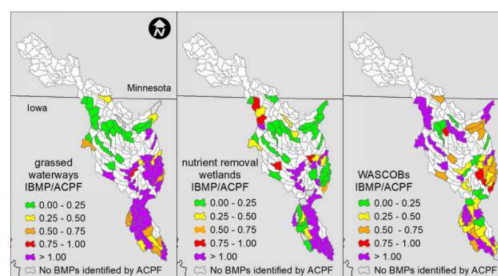 N
Minnesota
Iowa
grassed
waterways
IBMP/ACPF
0.00 - 0.25
0.25 - 0.50
0.50 - 0.75
0.75 - 1.00
> 1.00
No BMPs identified by ACPF
nutrient removal
wetlands
IBMP/ACPF
0.00 - 0.25
0.25 - 0.50
0.50 - 0.75
0.75 - 1.00
> 1.00
No BMPs identified by ACPF
WASCOBs
IBMP/ACPF
0.00 - 0.25
0.25 - 0.50
0.50 - 0.75
0.75 - 1.00
> 1.00
No BMPs identified by ACPF